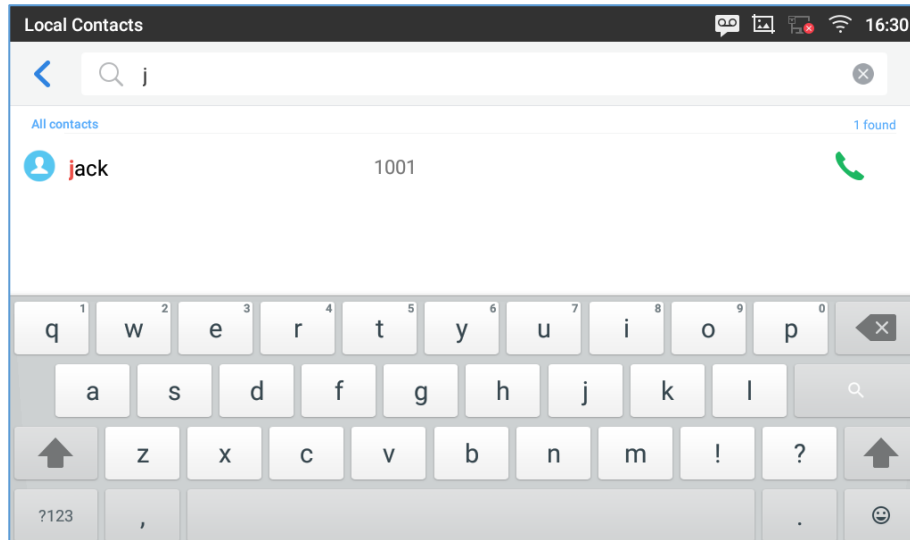 Local Contacts 16:30
j
All contacts 1 found
jack 1001
1 2 3 4 5 6 7 8 9 0
q w e r t y u i o p
a s d f g h j k l
z x c v b n m ! ?
?123 , .